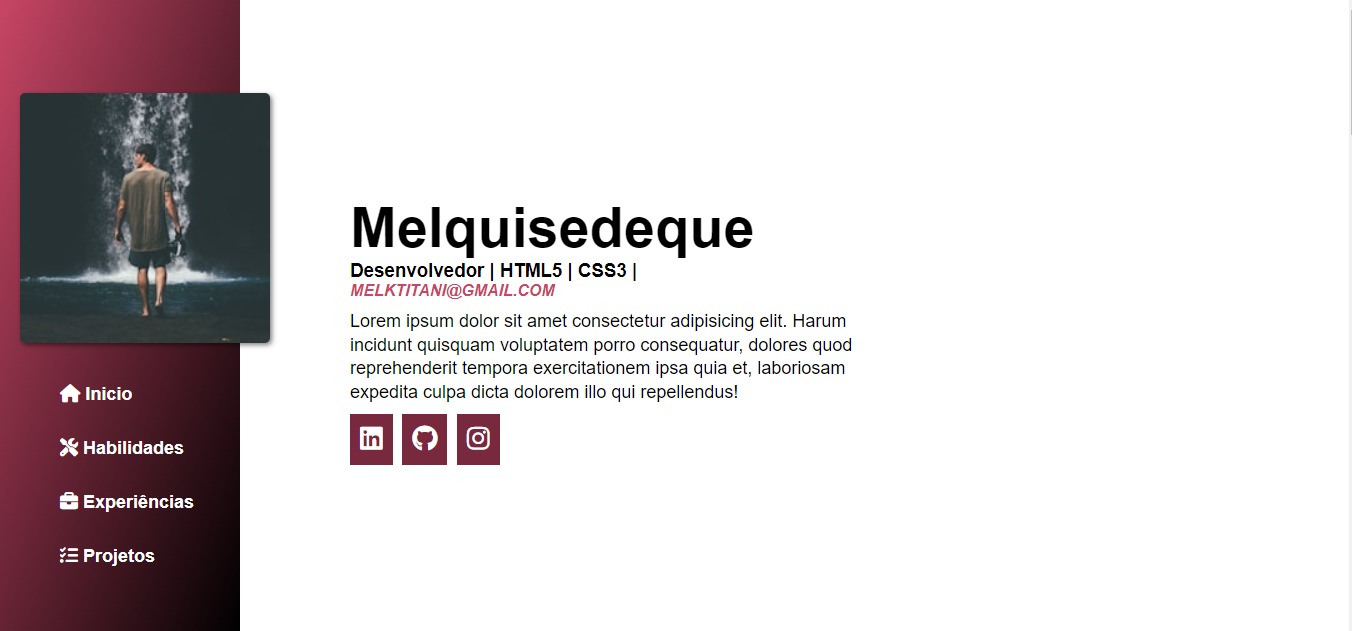 Inicio
Habilidades
Experiências
Projetos
Melquisedeque
Desenvolvedor | HTML5 | CSS3 |
MELKTITANI@GMAIL.COM
Lorem ipsum dolor sit amet consectetur adipisicing elit. Harum
incidunt quisquam voluptatem porro consequatur, dolores quod
reprehenderit tempora exercitationem ipsa quia et, laboriosam
expedita culpa dicta dolorem illo qui repellendus!
in